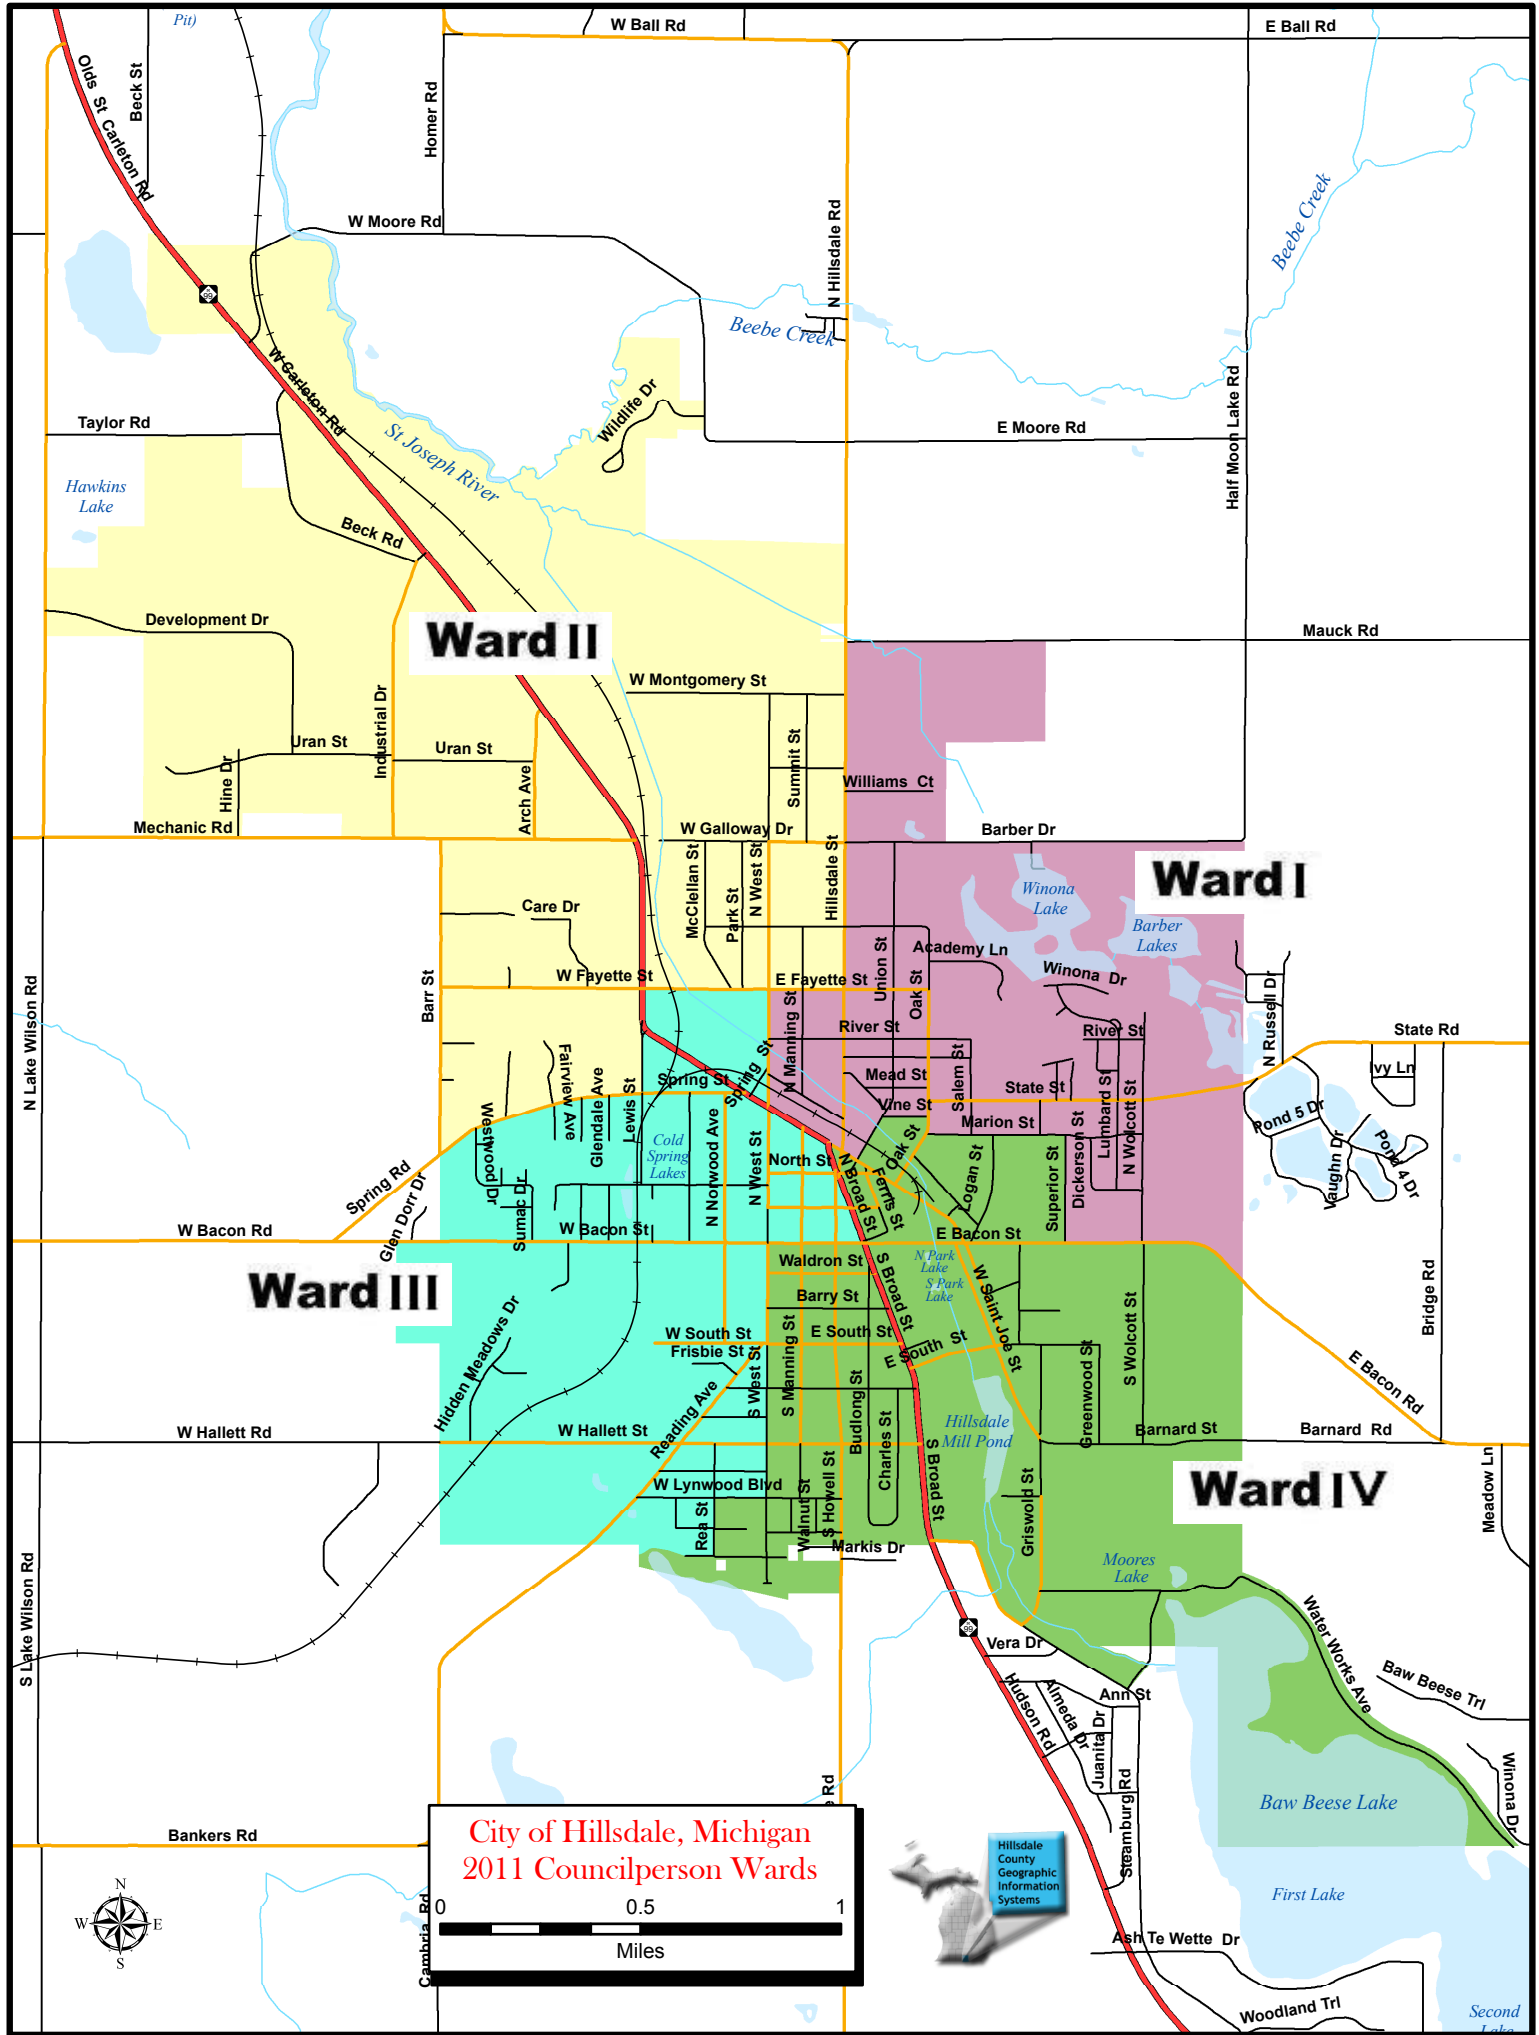 Pit)
W Ball Rd
E Ball Rd
Olds St
Carleton Rd
Beck St
Homer Rd
W Moore Rd
N Hillsdale Rd
Beebe Creek
99
Beebe Creek
W Carleton Rd
Wildlife Dr
Half Moon Lake Rd
Taylor Rd
St Joseph River
E Moore Rd
Hawkins
Lake
Beck Rd
Development Dr
Ward II
Mauck Rd
W Montgomery St
Industrial Dr
Uran St
Uran St
Summit St
Williams Ct
Hine Dr
Arch Ave
Mechanic Rd
W Galloway Dr
Barber Dr
McClellan St
Park St
N West St
Hillsdale St
Ward I
Winona
Lake
Care Dr
Barber
Lakes
Academy Ln
Union St
Oak St
Winona Dr
W Fayette St
E Fayette St
N Lake Wilson Rd
Barr St
N Manning St
N Russell Dr
River St
River St
State Rd
Fairview Ave
Glendale Ave
Lewis St
Spring St
Spring St
Mead St
Salem St
State St
Ivy Ln
Vine St
Lumbard St
N Wolcott St
Westwood Dr
N Norwood Ave
Marion St
Dickerson St
Pond 5 Dr
Cold
Spring
Lakes
N West St
Oak St
Vaughn Dr
Pond 4 Dr
North St
N Broad St
Ferris St
Logan St
Superior St
Spring Rd
Glen Dorr Dr
Sumac Dr
W Bacon Rd
W Bacon St
E Bacon St
Ward III
Waldron St
N Park
Lake
S Park
Lake
Barry St
S Broad St
W Saint Joe St
Bridge Rd
S Wolcott St
Hidden Meadows Dr
W South St
E South St
E South St
Frisbie St
S West St
S Manning St
Greenwood St
E Bacon Rd
Reading Ave
Budlong St
Charles St
Hillsdale
Mill Pond
W Hallett Rd
W Hallett St
Barnard St
Barnard Rd
S Broad St
Ward IV
W Lynwood Blvd
Walnut St
S Howell St
Griswold St
Meadow Ln
Rea St
Markis Dr
Moores
Lake
S Lake Wilson Rd
99
Vera Dr
Water Works Ave
Baw Beese Trl
Hudson Rd
Almeda Dr
Ann St
Juanita Dr
Winona Dr
Steamburg Rd
Baw Beese Lake
e Rd
Bankers Rd
City of Hillsdale, Michigan
2011 Councilperson Wards
0 0.5 1
Miles
Hillsdale
County
Geographic
Information
Systems
First Lake
N
W E
S
Cambria Rd
Ash Te Wette Dr
Woodland Trl
Second
Lake